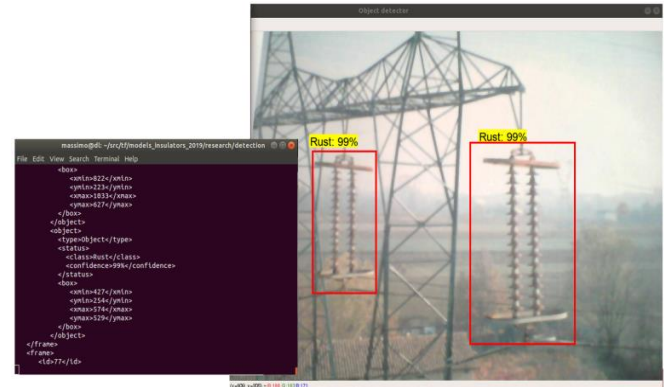 Object detector
Rust: 99%
Rust: 99%
massimo@dl: ~/src/tf/models_insulators_2019/research/detection
File Edit View Search Terminal Help
<box>
<xmin>822</xmin>
<ymin>223</ymin>
<xmax>1033</xmax>
<ymax>627</ymax>
</box>
</object>
<object>
<type>Object</type>
<status>
<class>Rust</class>
<confidence>99%</confidence>
</status>
<box>
<xmin>427</xmin>
<ymin>254</ymin>
<xmax>574</xmax>
<ymax>529</ymax>
</box>
</object>
</frame>
<frame>
<id>77</id>